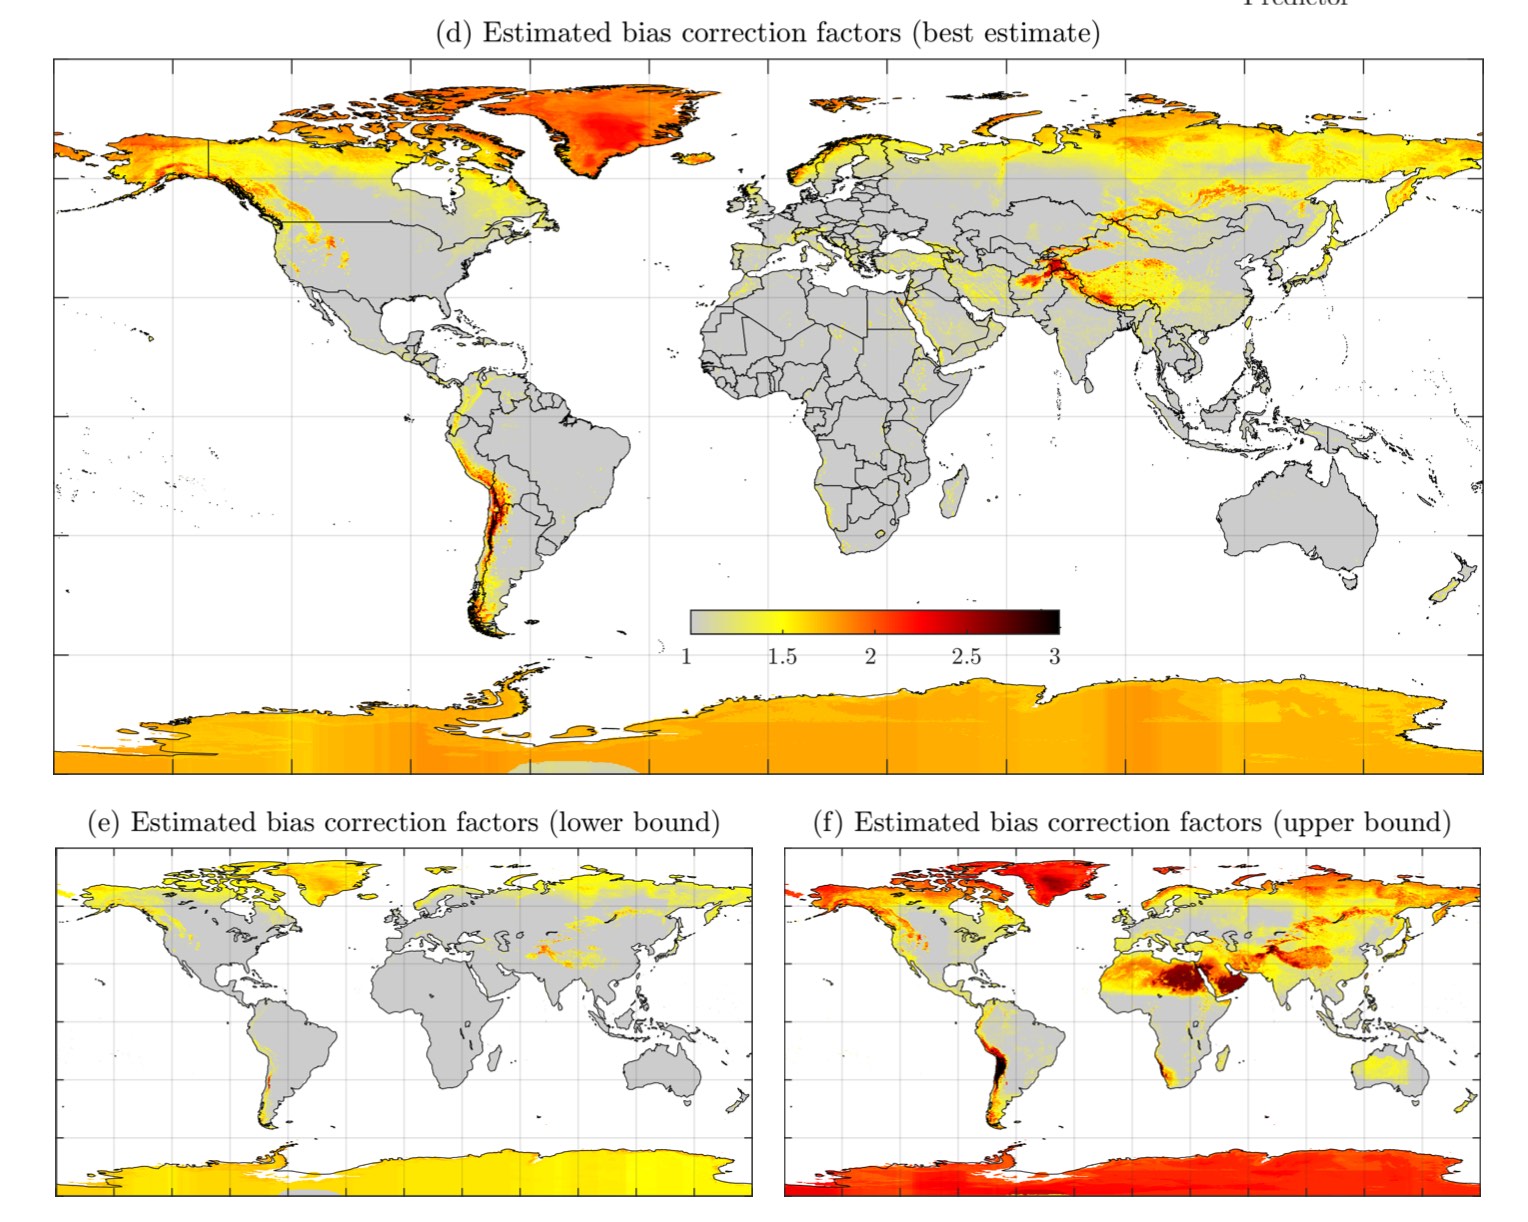 Predictor
(d) Estimated bias correction factors (best estimate)
1 1.5 2 2.5 3
(e) Estimated bias correction factors (lower bound)
(f) Estimated bias correction factors (upper bound)